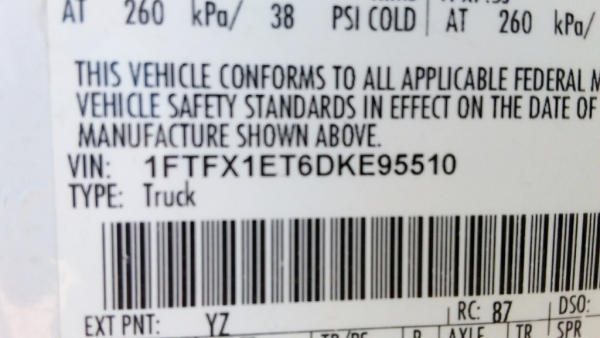 AT 260 kPa/ 38 PSI COLD AT 260 kPa/
THIS VEHICLE CONFORMS TO ALL APPLICABLE FEDERAL M
VEHICLE SAFETY STANDARDS IN EFFECT ON THE DATE OF
MANUFACTURE SHOWN ABOVE.
VIN: 1FTFX1ET6DKE95510
TYPE: Truck
EXT PNT: YZ RC: 87 DSO:
AXLE TR SPR